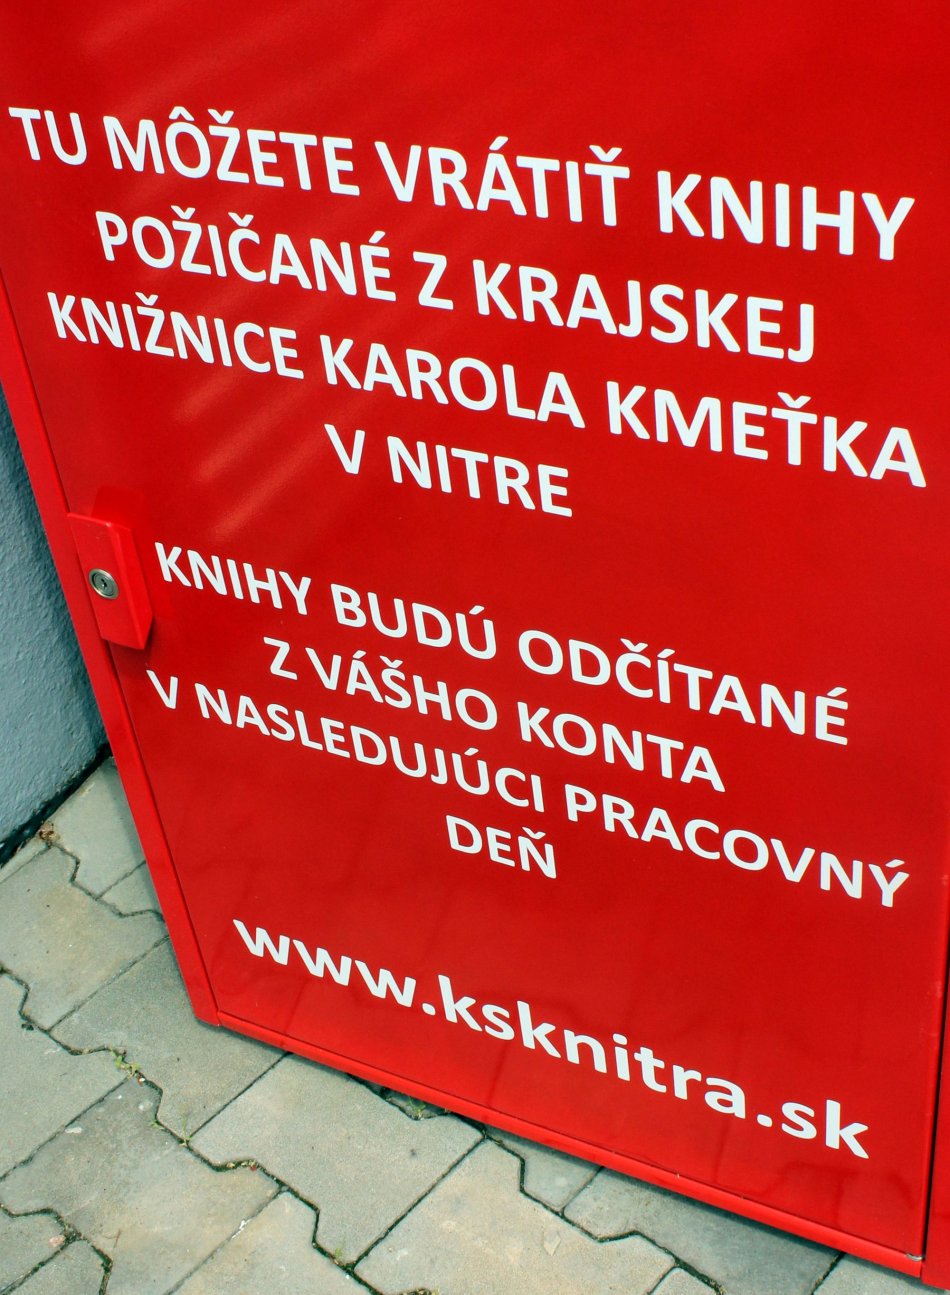 TU MÔŽETE VRÁTIŤ KNIHY
POŽIČANÉ Z KRAJSKEJ
KNIŽNICE KAROLA KMEŤKA
V NITRE
KNIHY BUDÚ ODČÍTANÉ
Z VÁŠHO KONTA
V NASLEDUJÚCI PRACOVNÝ
DEŇ
www.ksknitra.sk